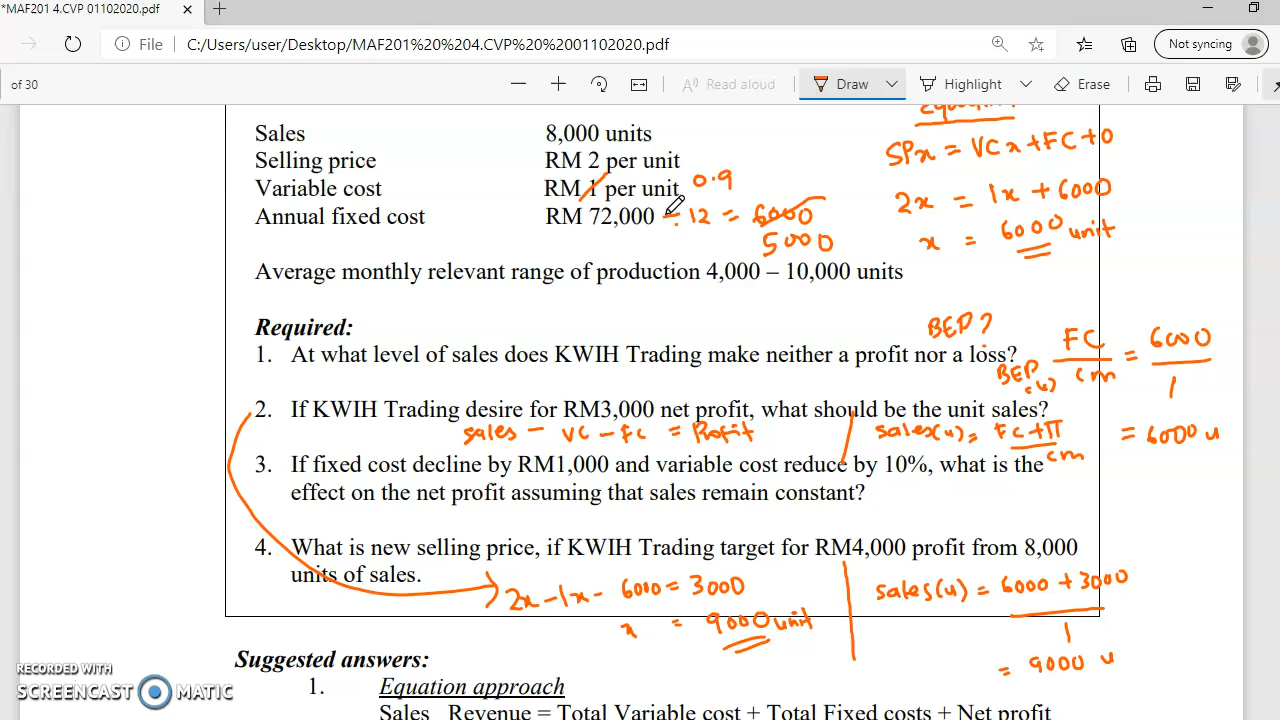 *MAF201 4.CVP 01102020.pdf
File C:/Users/user/Desktop/MAF201%20%204.CVP%20%2001102020.pdf Not syncing
of 30 Read aloud Draw Highlight Erase
Equation
Sales 8,000 units
SPx = VCx + FC + 0
Selling price RM 2 per unit
Variable cost RM 1 per unit 0.9
2x = 1x + 6000
Annual fixed cost RM 72,000 ÷ 12 = 6000
5000
x = 6000 unit
Average monthly relevant range of production 4,000 – 10,000 units
Required:
BEP?
1. At what level of sales does KWIH Trading make neither a profit nor a loss?
BEP (u) FC / cm = 6000 / 1
= 6000 u
2. If KWIH Trading desire for RM3,000 net profit, what should be the unit sales?
sales - VC - FC = Profit
sales(u) = FC + π / cm
3. If fixed cost decline by RM1,000 and variable cost reduce by 10%, what is the
effect on the net profit assuming that sales remain constant?
4. What is new selling price, if KWIH Trading target for RM4,000 profit from 8,000
units of sales.
2x - 1x - 6000 = 3000
x = 9000 unit
sales(u) = 6000 + 3000 / 1
= 9000 u
Suggested answers:
1. Equation approach
Sales Revenue = Total Variable cost + Total Fixed costs + Net profit
RECORDED WITH
SCREENCAST MATIC